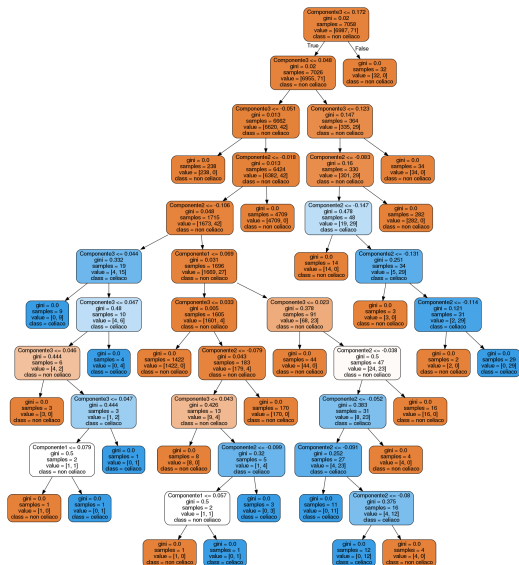 Componente3 <= 0.172
gini = 0.02
samples = 7058
value = [6987, 71]
class = non celiaco
True
False
Componente3 <= 0.048
gini = 0.02
samples = 7026
value = [6955, 71]
class = non celiaco
gini = 0.0
samples = 32
value = [32, 0]
class = non celiaco
Componente3 <= -0.051
gini = 0.013
samples = 6662
value = [6620, 42]
class = non celiaco
Componente3 <= 0.123
gini = 0.147
samples = 364
value = [335, 29]
class = non celiaco
gini = 0.0
samples = 238
value = [238, 0]
class = non celiaco
Componente2 <= -0.018
gini = 0.013
samples = 6424
value = [6382, 42]
class = non celiaco
Componente2 <= -0.083
gini = 0.16
samples = 330
value = [301, 29]
class = non celiaco
gini = 0.0
samples = 34
value = [34, 0]
class = non celiaco
Componente2 <= -0.106
gini = 0.048
samples = 1715
value = [1673, 42]
class = non celiaco
gini = 0.0
samples = 4709
value = [4709, 0]
class = non celiaco
Componente2 <= -0.147
gini = 0.478
samples = 48
value = [19, 29]
class = celiaco
gini = 0.0
samples = 282
value = [282, 0]
class = non celiaco
Componente3 <= 0.044
gini = 0.332
samples = 19
value = [4, 15]
class = celiaco
Componente1 <= 0.669
gini = 0.031
samples = 1696
value = [1669, 27]
class = non celiaco
gini = 0.0
samples = 14
value = [14, 0]
class = non celiaco
Componente2 <= -0.131
gini = 0.251
samples = 34
value = [5, 29]
class = celiaco
gini = 0.0
samples = 9
value = [0, 9]
class = celiaco
Componente3 <= 0.047
gini = 0.48
samples = 10
value = [4, 6]
class = celiaco
Componente3 <= 0.033
gini = 0.005
samples = 1605
value = [1601, 4]
class = non celiaco
Componente3 <= 0.023
gini = 0.378
samples = 91
value = [68, 23]
class = non celiaco
gini = 0.0
samples = 3
value = [3, 0]
class = non celiaco
Componente2 <= -0.114
gini = 0.121
samples = 31
value = [2, 29]
class = celiaco
Componente3 <= 0.046
gini = 0.444
samples = 6
value = [4, 2]
class = non celiaco
gini = 0.0
samples = 4
value = [0, 4]
class = celiaco
gini = 0.0
samples = 1422
value = [1422, 0]
class = non celiaco
Componente2 <= -0.079
gini = 0.043
samples = 183
value = [179, 4]
class = non celiaco
gini = 0.0
samples = 44
value = [44, 0]
class = non celiaco
Componente2 <= -0.038
gini = 0.5
samples = 47
value = [24, 23]
class = non celiaco
gini = 0.0
samples = 2
value = [2, 0]
class = non celiaco
gini = 0.0
samples = 29
value = [0, 29]
class = celiaco
gini = 0.0
samples = 3
value = [3, 0]
class = non celiaco
Componente3 <= 0.047
gini = 0.444
samples = 3
value = [1, 2]
class = celiaco
Componente3 <= 0.043
gini = 0.426
samples = 13
value = [9, 4]
class = non celiaco
gini = 0.0
samples = 170
value = [170, 0]
class = non celiaco
Componente2 <= -0.052
gini = 0.383
samples = 31
value = [8, 23]
class = celiaco
gini = 0.0
samples = 16
value = [16, 0]
class = non celiaco
Componente1 <= 0.079
gini = 0.5
samples = 2
value = [1, 1]
class = non celiaco
gini = 0.0
samples = 1
value = [0, 1]
class = celiaco
gini = 0.0
samples = 8
value = [8, 0]
class = non celiaco
Componente2 <= -0.099
gini = 0.32
samples = 5
value = [1, 4]
class = celiaco
Componente2 <= -0.091
gini = 0.252
samples = 27
value = [4, 23]
class = celiaco
gini = 0.0
samples = 4
value = [4, 0]
class = non celiaco
gini = 0.0
samples = 1
value = [1, 0]
class = non celiaco
gini = 0.0
samples = 1
value = [0, 1]
class = celiaco
Componente1 <= 0.057
gini = 0.5
samples = 2
value = [1, 1]
class = non celiaco
gini = 0.0
samples = 3
value = [0, 3]
class = celiaco
gini = 0.0
samples = 11
value = [0, 11]
class = celiaco
Componente2 <= -0.08
gini = 0.375
samples = 16
value = [4, 12]
class = celiaco
gini = 0.0
samples = 1
value = [1, 0]
class = non celiaco
gini = 0.0
samples = 1
value = [0, 1]
class = celiaco
gini = 0.0
samples = 12
value = [0, 12]
class = celiaco
gini = 0.0
samples = 4
value = [4, 0]
class = non celiaco